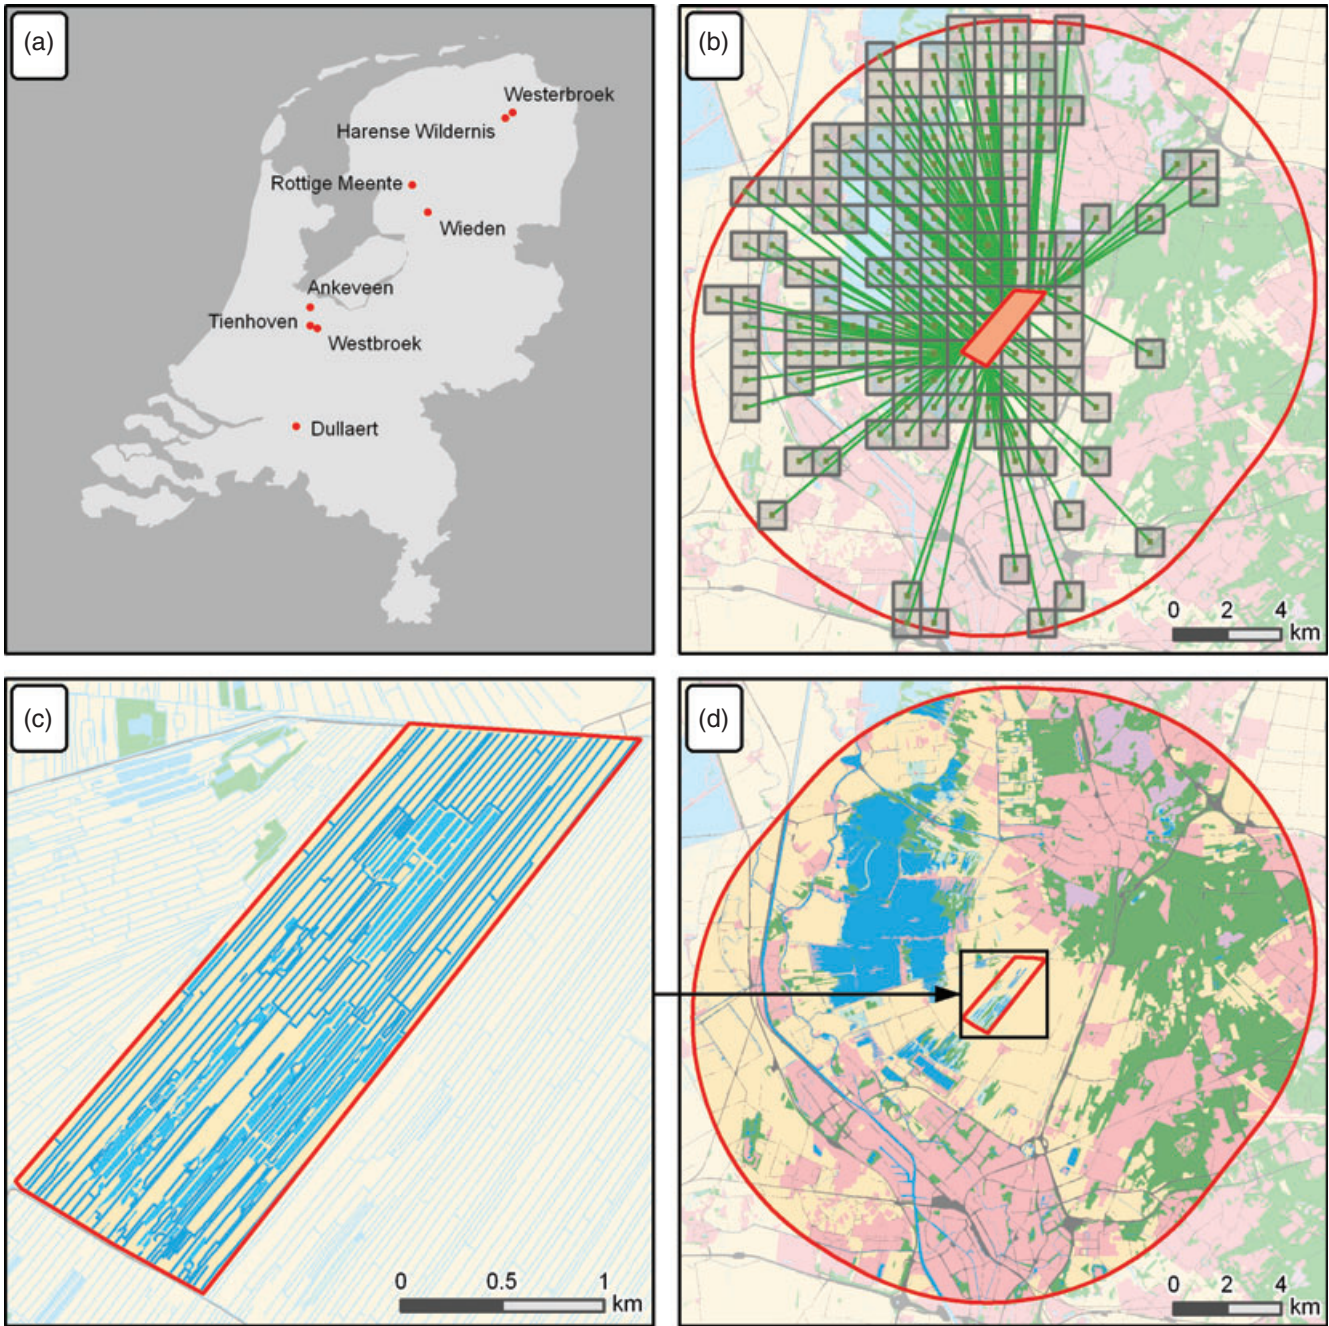 (a)
Westerbroek
Harense Wildernis
Rottige Meente
Wieden
Ankeveen
Tienhoven
Westbroek
Dullaert
(b)
0 2 4
km
(c)
0 0.5 1
km
(d)
0 2 4
km